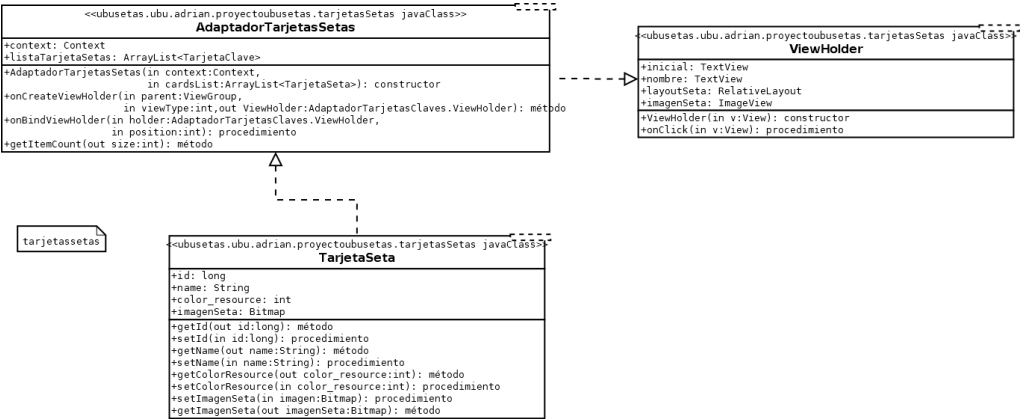 <<ubusetas.ubu.adrian.proyectoubusetas.tarjetasSetas javaClass>>
AdaptadorTarjetasSetas
+context: Context
+listaTarjetaSetas: ArrayList<TarjetaClave>
+AdaptadorTarjetasSetas(in context:Context,
in cardsList:ArrayList<TarjetaSeta>): constructor
+onCreateViewHolder(in parent:ViewGroup,
in viewType:int,out ViewHolder:AdaptadorTarjetasClaves.ViewHolder): método
+onBindViewHolder(in holder:AdaptadorTarjetasClaves.ViewHolder,
in position:int): procedimiento
+getItemCount(out size:int): método
<<ubusetas.ubu.adrian.proyectoubusetas.tarjetasSetas javaClass>>
ViewHolder
+inicial: TextView
+nombre: TextView
+layoutSeta: RelativeLayout
+imagenSeta: ImageView
+ViewHolder(in v:View): constructor
+onClick(in v:View): procedimiento
tarjetassetas
<<ubusetas.ubu.adrian.proyectoubusetas.tarjetasSetas javaClass>>
TarjetaSeta
+id: long
+name: String
+color_resource: int
+imagenSeta: Bitmap
+getId(out id:long): método
+setId(in id:long): procedimiento
+getName(out name:String): método
+setName(in name:String): procedimiento
+getColorResource(out color_resource:int): método
+setColorResource(in color_resource:int): procedimiento
+setImagenSeta(in imagen:Bitmap): procedimiento
+getImagenSeta(out imagenSeta:Bitmap): método